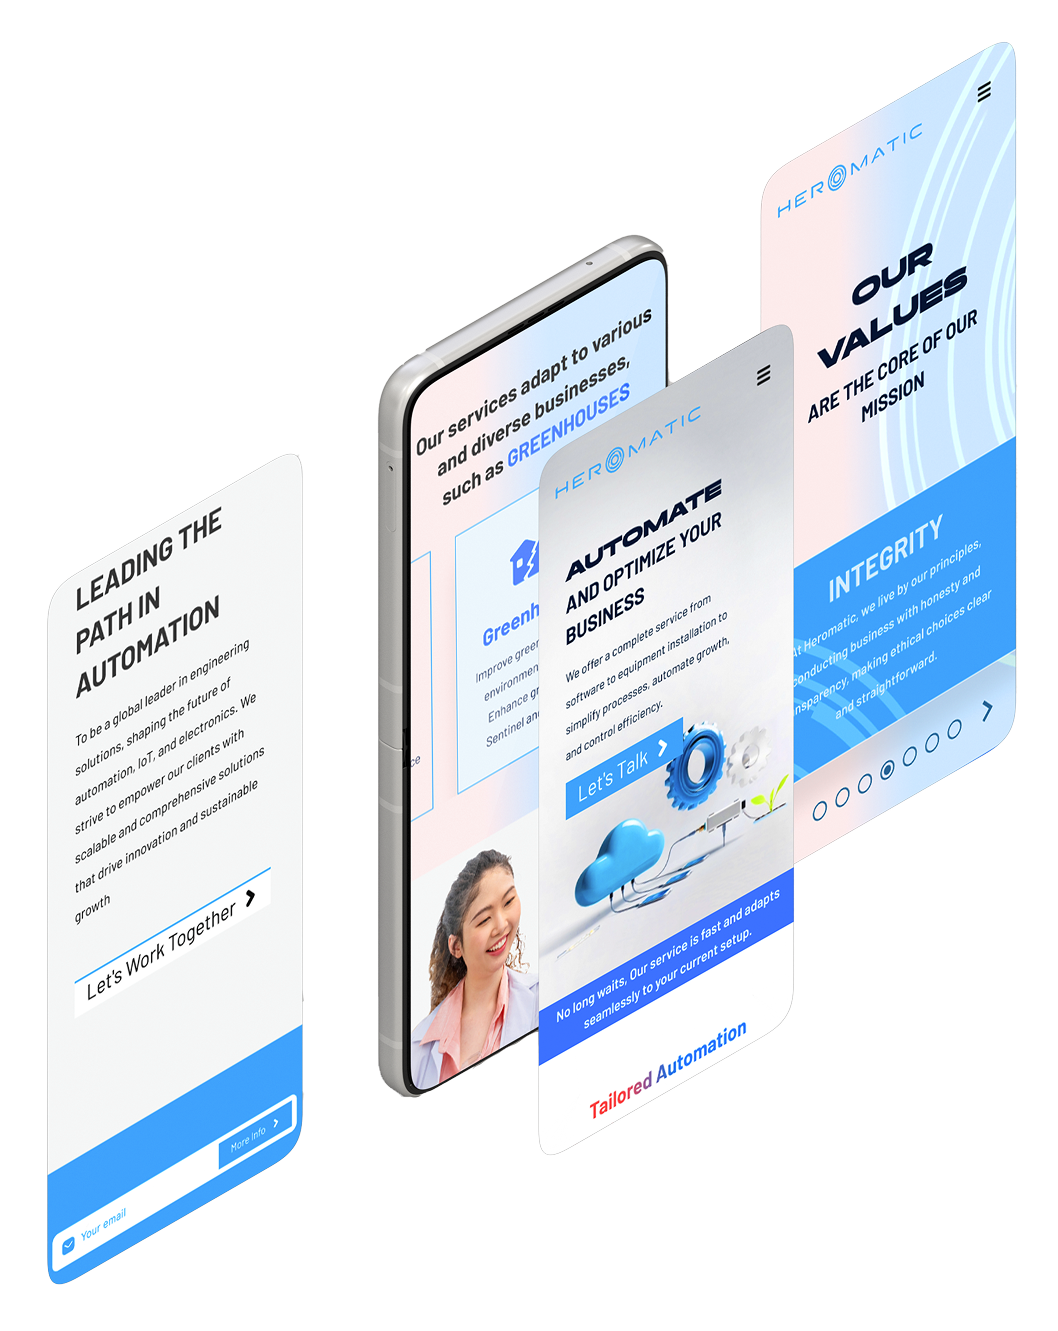 LEADING THE
PATH IN
AUTOMATION
To be a global leader in engineering
solutions, shaping the future of
automation, IoT, and electronics. We
strive to empower our clients with
scalable and comprehensive solutions
that drive innovation and sustainable
growth
Let's Work Together
Your email
More Info
Our services adapt to various
and diverse businesses,
such as GREENHOUSES
ce
Greenh
Improve green
environmen
Enhance gr
Sentinel and
HEROMATIC
AUTOMATE
AND OPTIMIZE YOUR
BUSINESS
We offer a complete service from
software to equipment installation to
simplify processes, automate growth,
and control efficiency.
Let's Talk
No long waits, Our service is fast and adapts
seamlessly to your current setup.
Tailored Automation
HEROMATIC
OUR
VALUES
ARE THE CORE OF OUR
MISSION
INTEGRITY
At Heromatic, we live by our principles,
conducting business with honesty and
nsparency, making ethical choices clear
and straightforward.